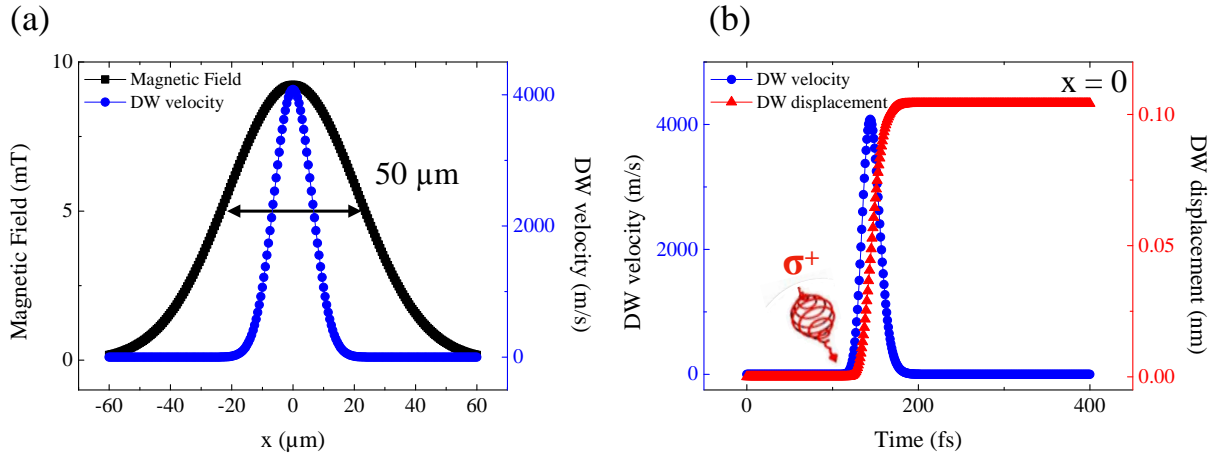 (a)
Magnetic Field
DW velocity
50 µm
10
5
0
Magnetic Field (mT)
4000
2000
0
DW velocity (m/s)
-60 -40 -20 0 20 40 60
x (µm)
(b)
DW velocity
DW displacement
x = 0
σ+
4000
2000
0
DW velocity (m/s)
0.10
0.05
0.00
DW displacement (nm)
0 200 400
Time (fs)